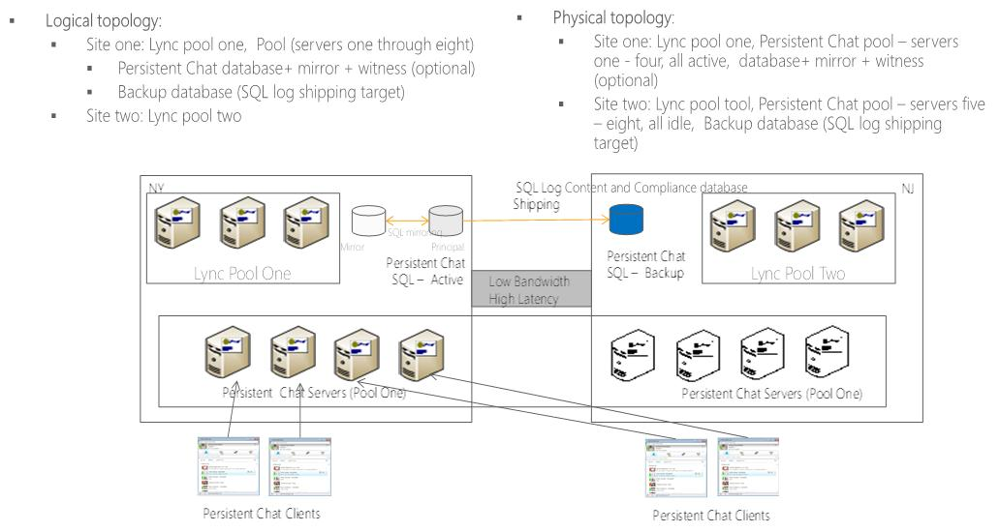 Logical topology:
Site one: Lync pool one, Pool (servers one through eight)
Persistent Chat database+ mirror + witness (optional)
Backup database (SQL log shipping target)
Site two: Lync pool two
Physical topology:
Site one: Lync pool one, Persistent Chat pool – servers
one - four, all active, database+ mirror + witness
(optional)
Site two: Lync pool tool, Persistent Chat pool – servers five
– eight, all idle, Backup database (SQL log shipping
target)
NY
SQL Log Content and Compliance database
Shipping
NJ
SQL mirroring
Mirror
Principal
Lync Pool One
Persistent Chat
SQL – Active
Persistent Chat
SQL – Backup
Lync Pool Two
Low Bandwidth
High Latency
Persistent Chat Servers (Pool One)
Persistent Chat Servers (Pool One)
Persistent Chat Clients
Persistent Chat Clients